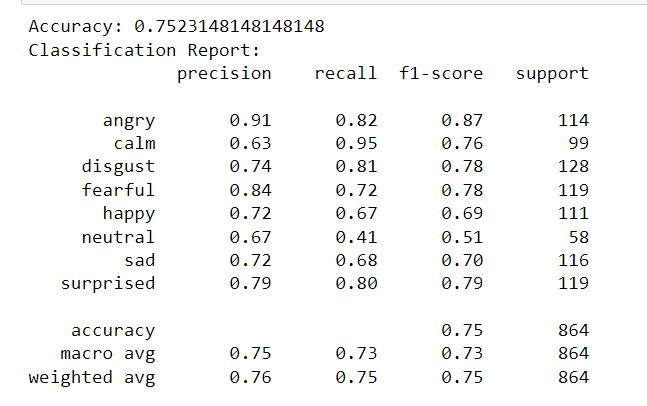 Accuracy: 0.7523148148148148
Classification Report:
precision recall f1-score support
angry 0.91 0.82 0.87 114
calm 0.63 0.95 0.76 99
disgust 0.74 0.81 0.78 128
fearful 0.84 0.72 0.78 119
happy 0.72 0.67 0.69 111
neutral 0.67 0.41 0.51 58
sad 0.72 0.68 0.70 116
surprised 0.79 0.80 0.79 119
accuracy 0.75 864
macro avg 0.75 0.73 0.73 864
weighted avg 0.76 0.75 0.75 864